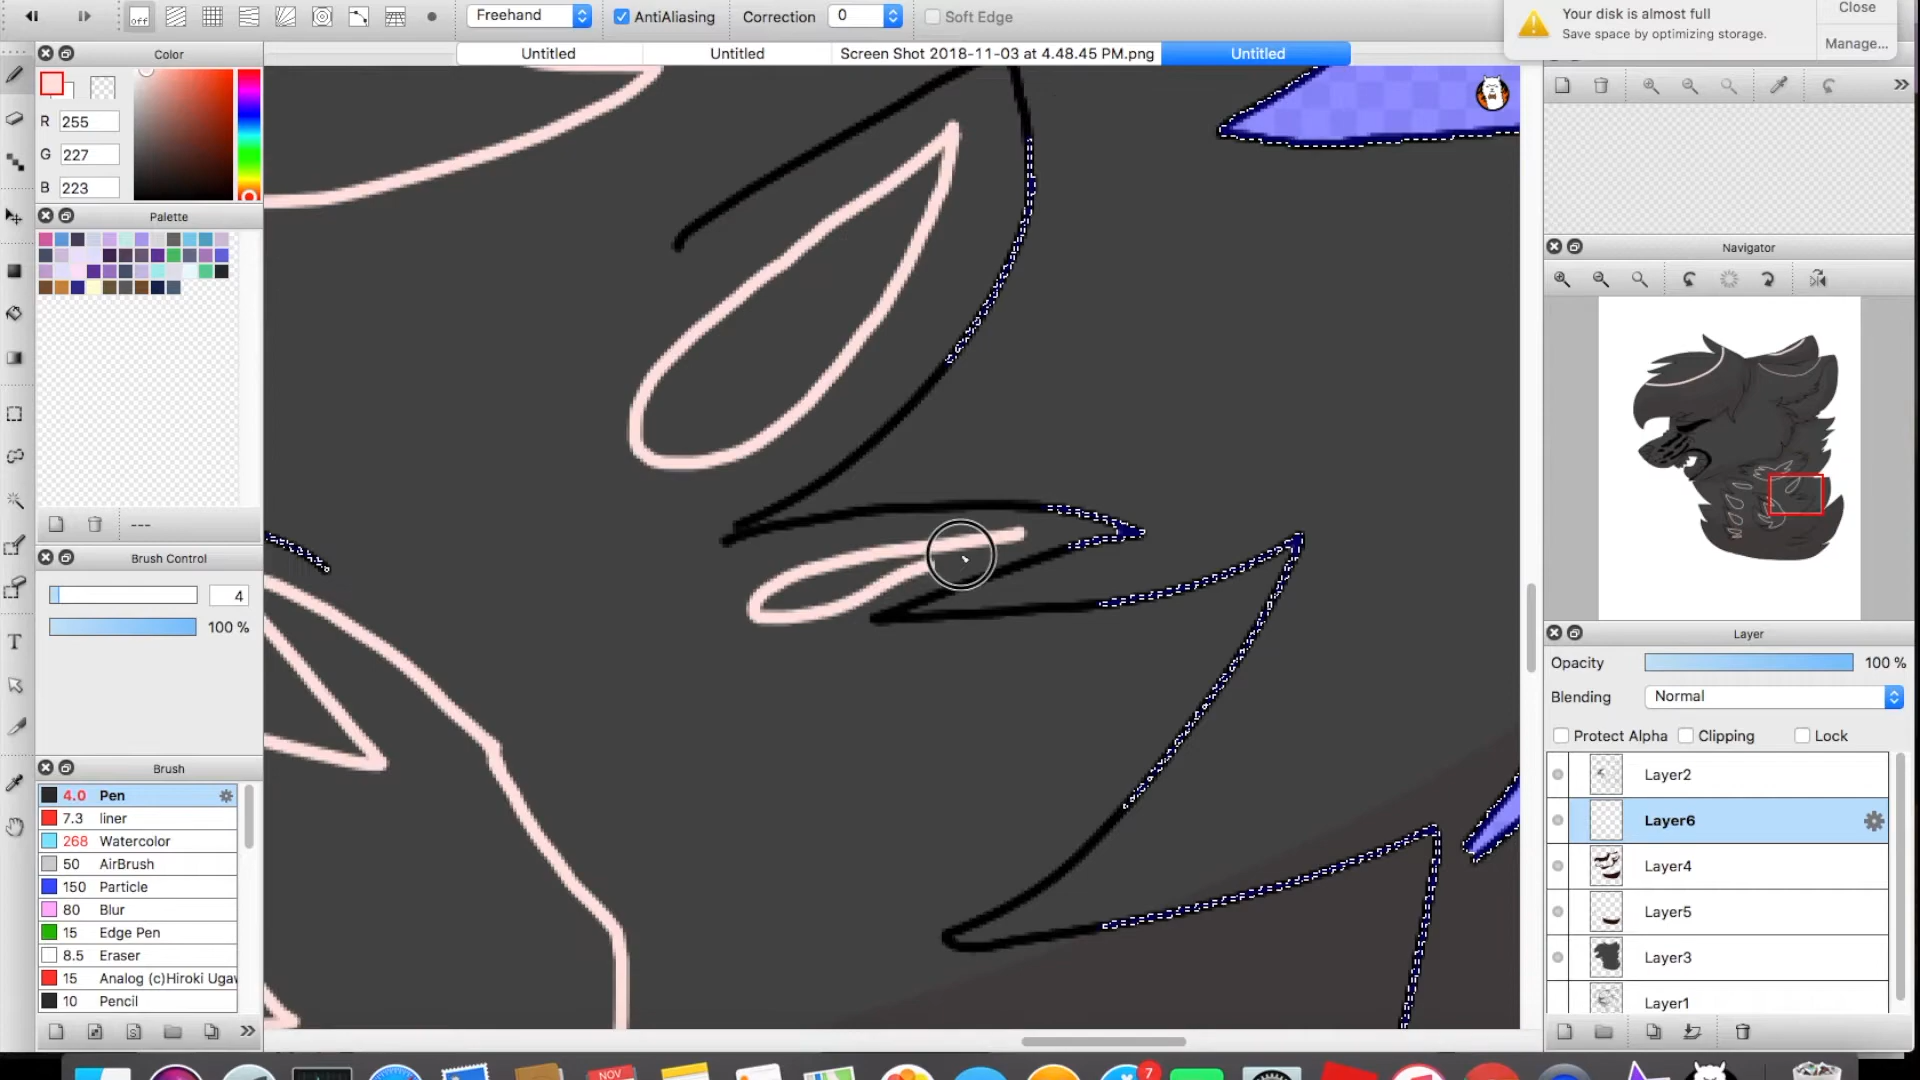 off
Freehand
AntiAliasing
Correction
0
Soft Edge
Your disk is almost full
Save space by optimizing storage.
Close
Manage...
Color
Untitled
Untitled
Screen Shot 2018-11-03 at 4.48.45 PM.png
Untitled
R 255
G 227
B 223
Palette
---
Brush Control
4
100 %
Brush
4.0 Pen
7.3 liner
268 Watercolor
50 AirBrush
150 Particle
80 Blur
15 Edge Pen
8.5 Eraser
15 Analog (c)Hiroki Ugaw
10 Pencil
T
Navigator
Layer
Opacity 100 %
Blending Normal
Protect Alpha
Clipping
Lock
Layer2
Layer6
Layer4
Layer5
Layer3
Layer1
NOV
7